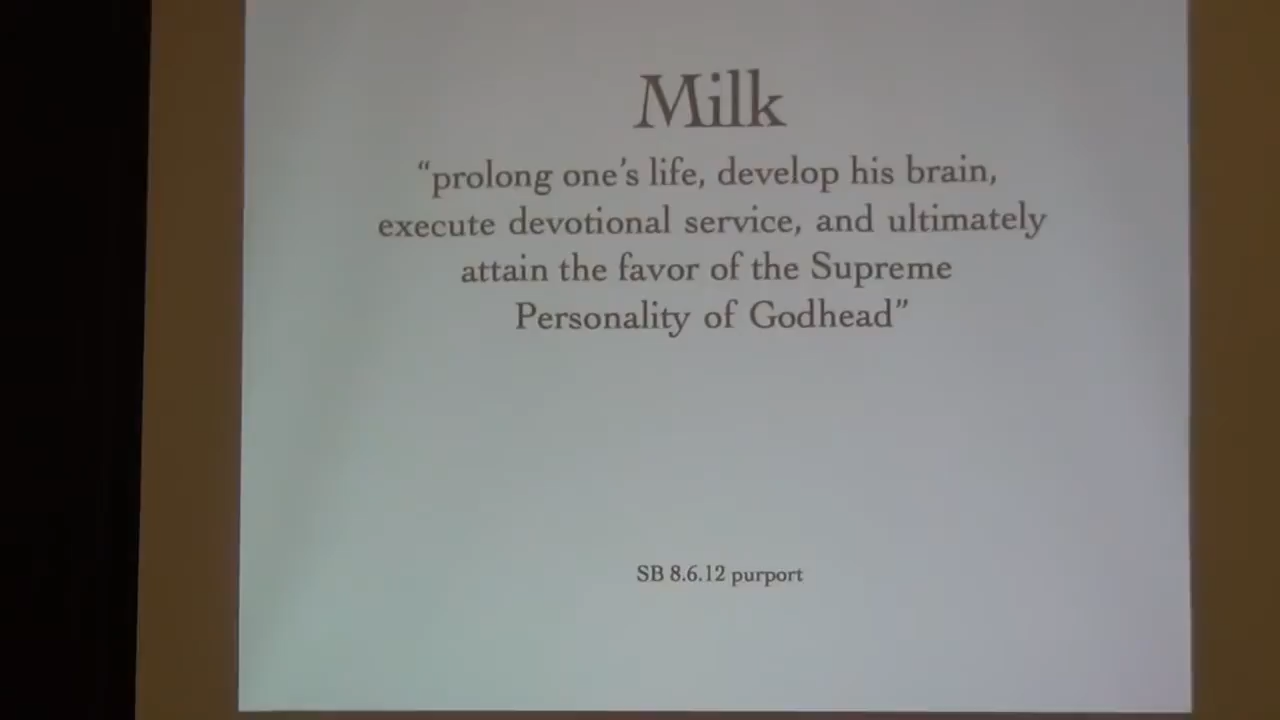 Milk
“prolong one’s life, develop his brain,
execute devotional service, and ultimately
attain the favor of the Supreme
Personality of Godhead”
SB 8.6.12 purport